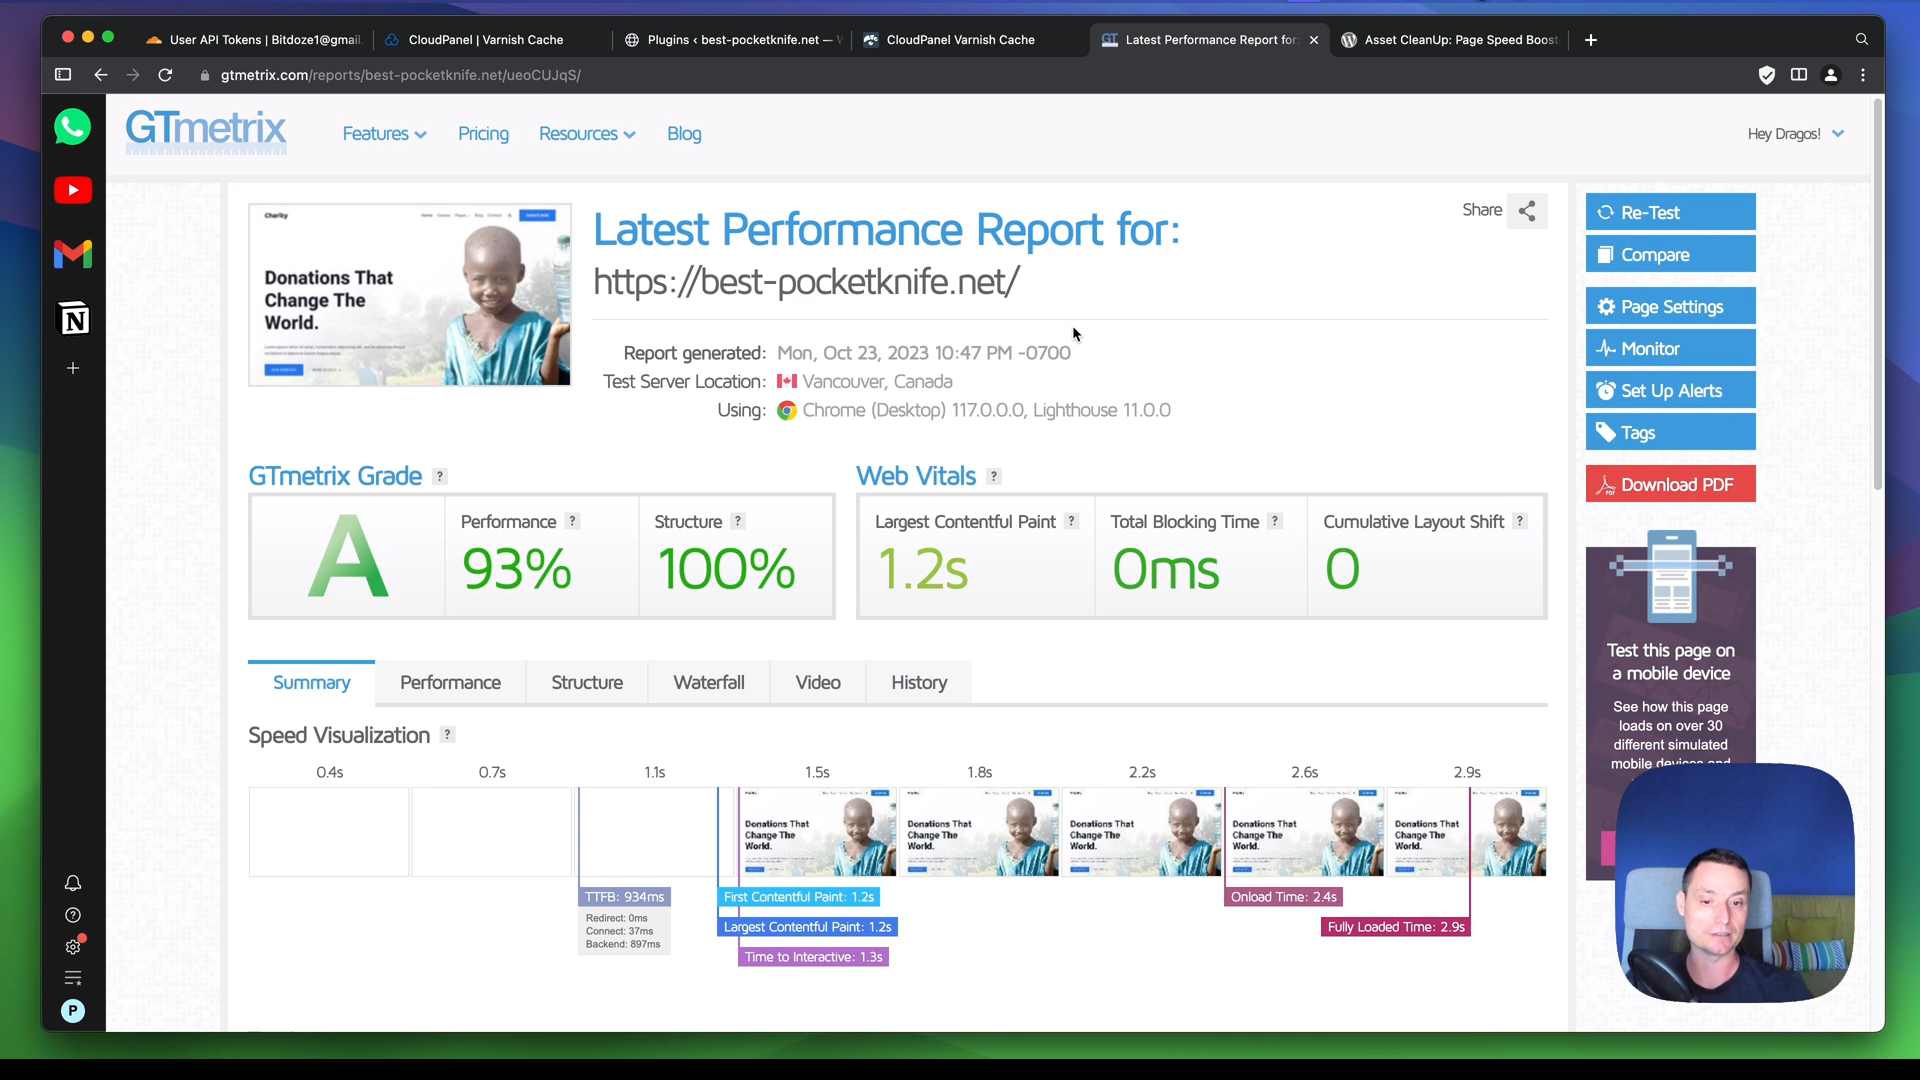 User API Tokens | Bitdoze1@gmail.
CloudPanel | Varnish Cache
Plugins ‹ best-pocketknife.net —
CloudPanel Varnish Cache
Latest Performance Report for:
Asset CleanUp: Page Speed Boost
gtmetrix.com/reports/best-pocketknife.net/ueoCUJqS/
GTmetrix
Features
Pricing
Resources
Blog
Hey Dragos!
Charity
Donations That
Change The
World.
Latest Performance Report for:
https://best-pocketknife.net/
Share
Report generated: Mon, Oct 23, 2023 10:47 PM -0700
Test Server Location: Vancouver, Canada
Using: Chrome (Desktop) 117.0.0.0, Lighthouse 11.0.0
Re-Test
Compare
Page Settings
Monitor
Set Up Alerts
Tags
Download PDF
GTmetrix Grade ?
Web Vitals ?
A
Performance ?
93%
Structure ?
100%
Largest Contentful Paint ?
1.2s
Total Blocking Time ?
0ms
Cumulative Layout Shift ?
0
Test this page on
a mobile device
See how this page
loads on over 30
different simulated
mobile devices and
Summary
Performance
Structure
Waterfall
Video
History
Speed Visualization ?
0.4s
0.7s
1.1s
1.5s
1.8s
2.2s
2.6s
2.9s
Donations That
Change The
World.
Donations That
Change The
World.
Donations That
Change The
World.
Donations That
Change The
World.
Donations That
Change The
World.
TTFB: 934ms
Redirect: 0ms
Connect: 37ms
Backend: 897ms
First Contentful Paint: 1.2s
Largest Contentful Paint: 1.2s
Time to Interactive: 1.3s
Onload Time: 2.4s
Fully Loaded Time: 2.9s
P